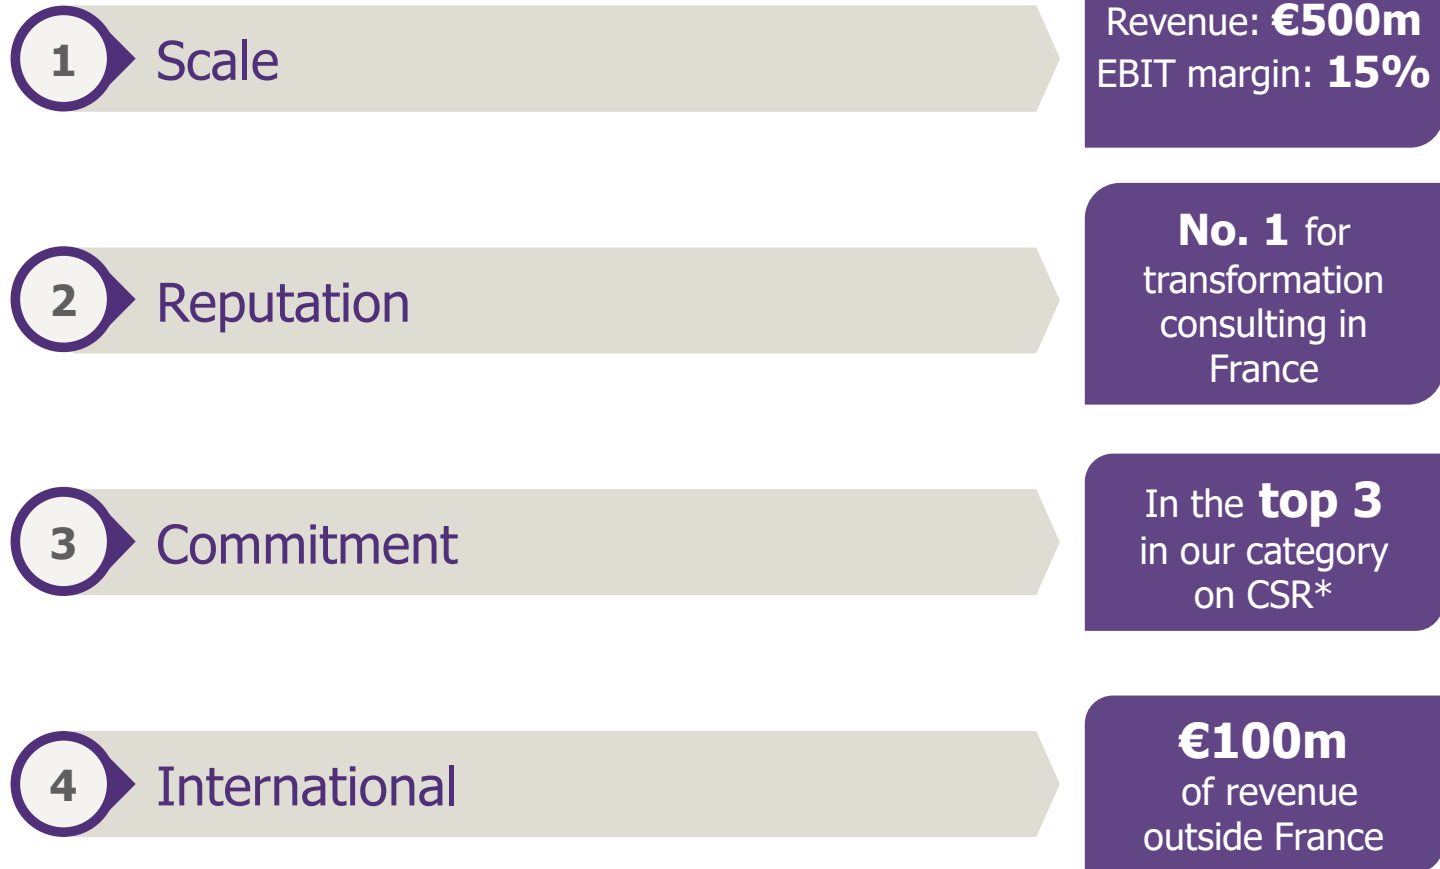 1
Scale
Revenue: €500m
EBIT margin: 15%
2
Reputation
No. 1 for
transformation
consulting in
France
3
Commitment
In the top 3
in our category
on CSR*
4
International
€100m
of revenue
outside France